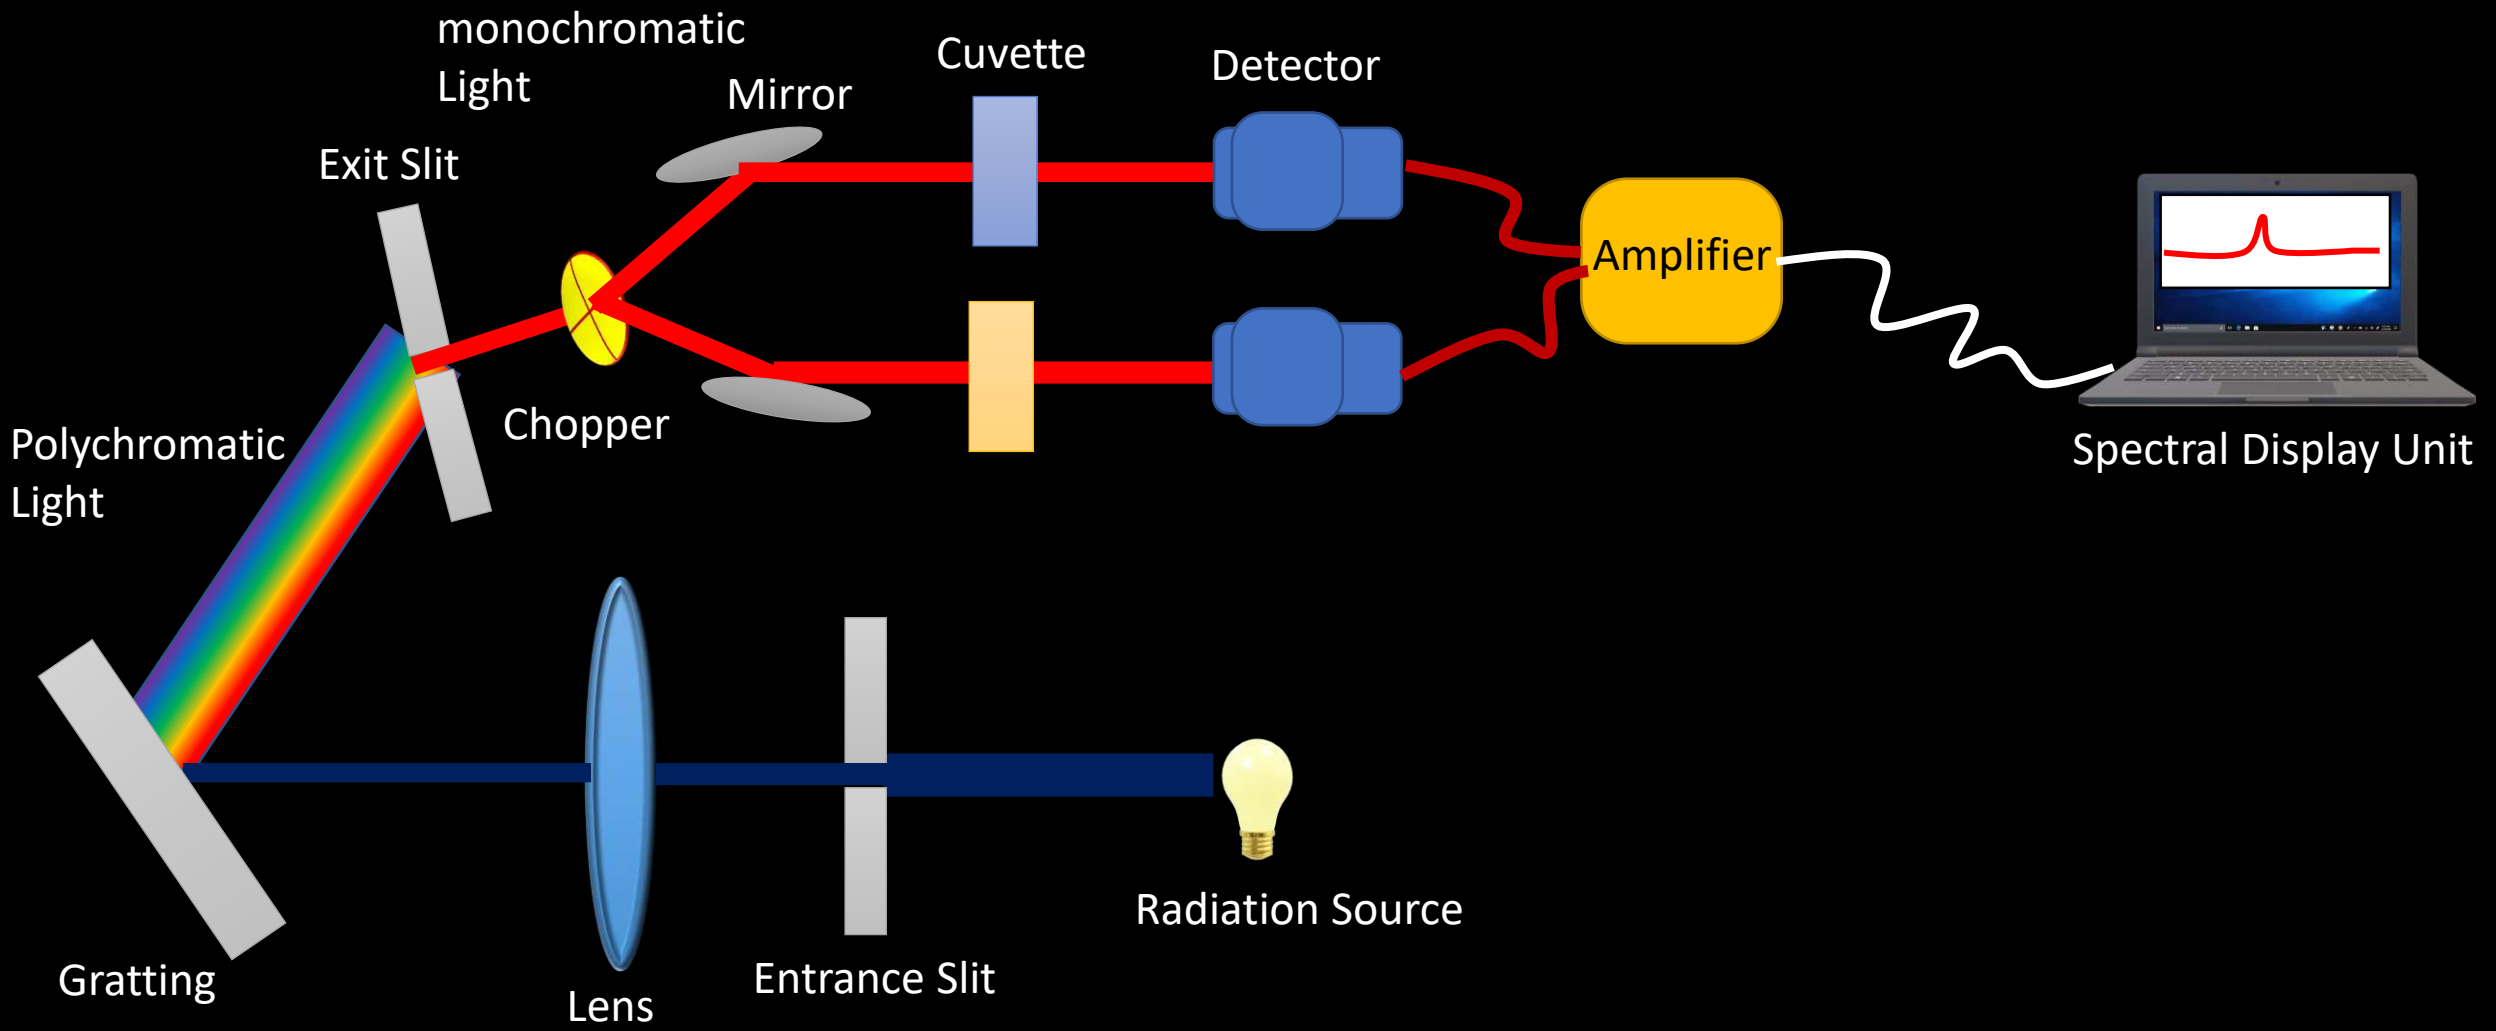 monochromatic
Light
Mirror
Cuvette
Detector
Exit Slit
Amplifier
Chopper
Polychromatic
Light
Spectral Display Unit
Radiation Source
Entrance Slit
Gratting
Lens